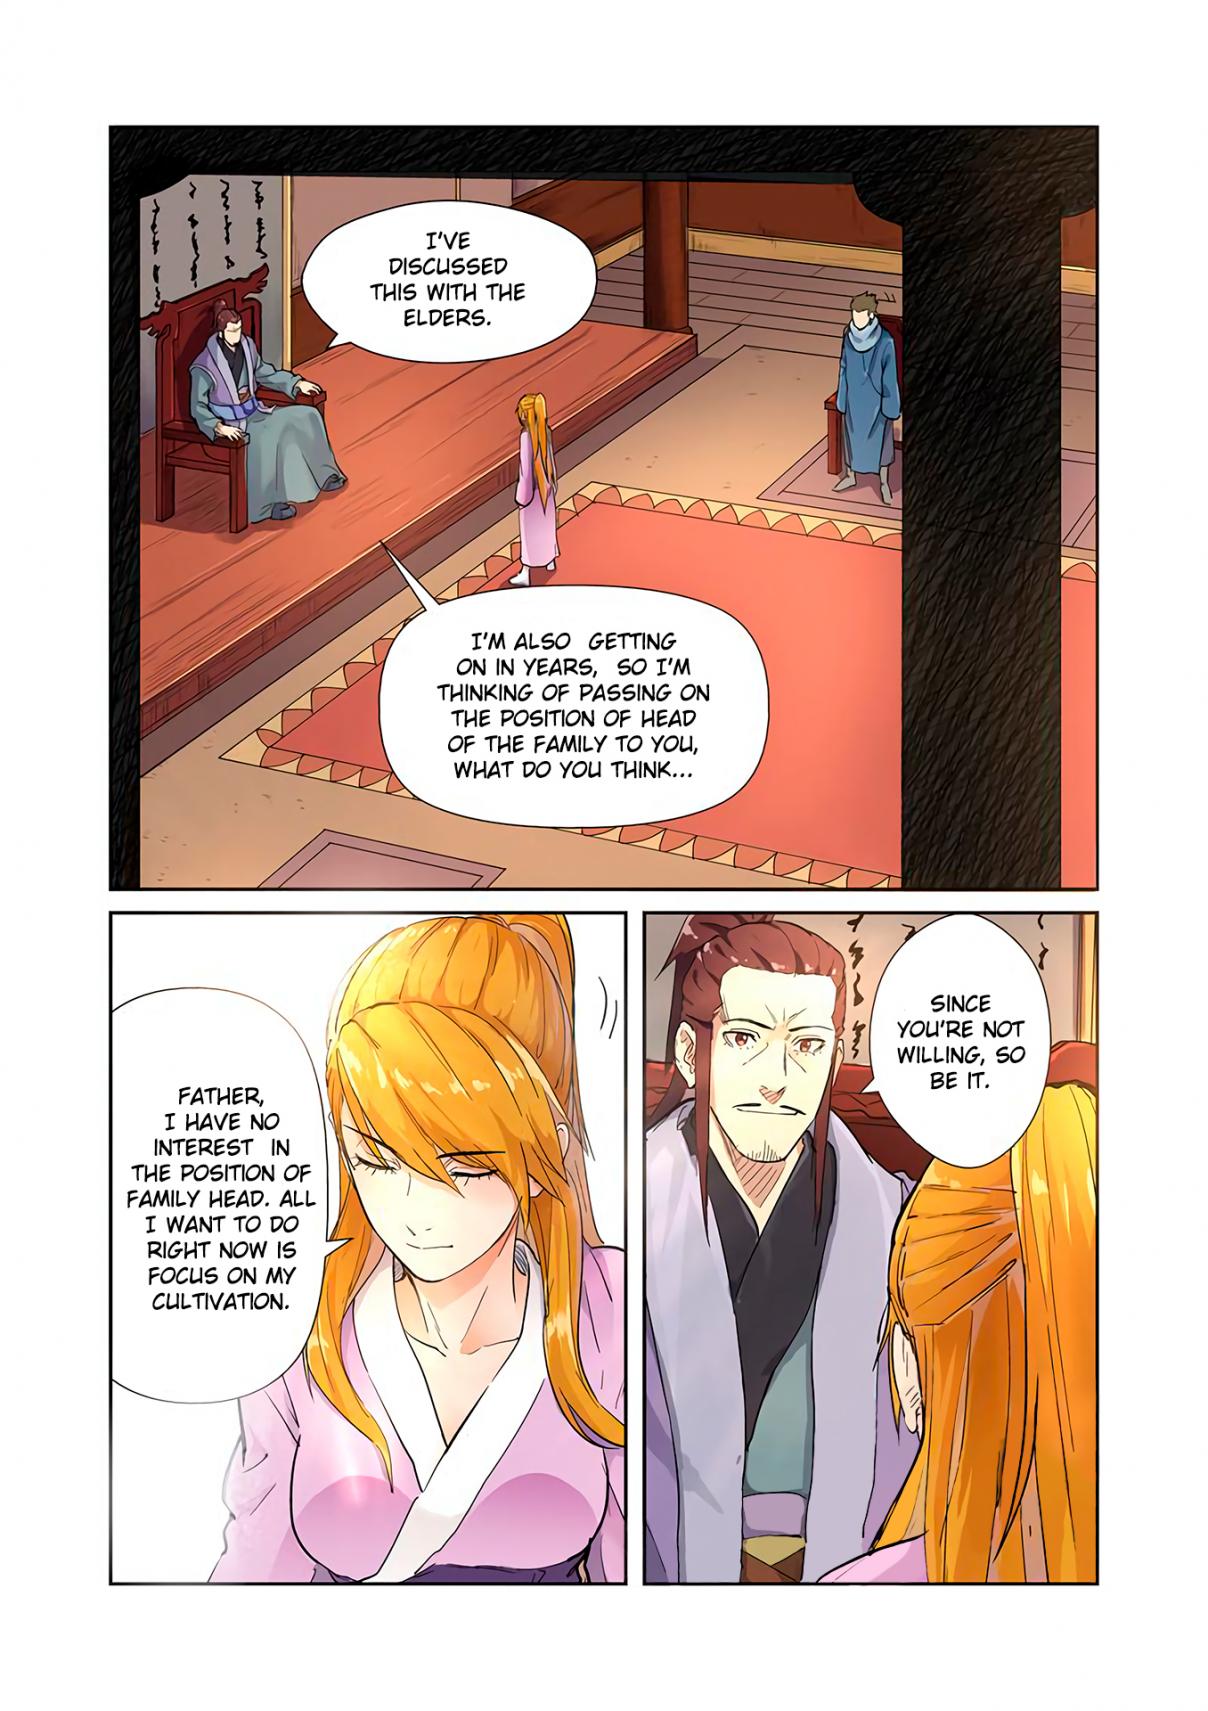 I'VE
DISCUSSED
THIS WITH THE
ELDERS.
I'M ALSO GETTING
ON IN YEARS, SO I'M
THINKING OF PASSING ON
THE POSITION OF HEAD
OF THE FAMILY TO YOU,
WHAT DO YOU THINK...
FATHER,
I HAVE NO
INTEREST IN
THE POSITION OF
FAMILY HEAD. ALL
I WANT TO DO
RIGHT NOW IS
FOCUS ON MY
CULTIVATION.
SINCE
YOU'RE NOT
WILLING, SO
BE IT.